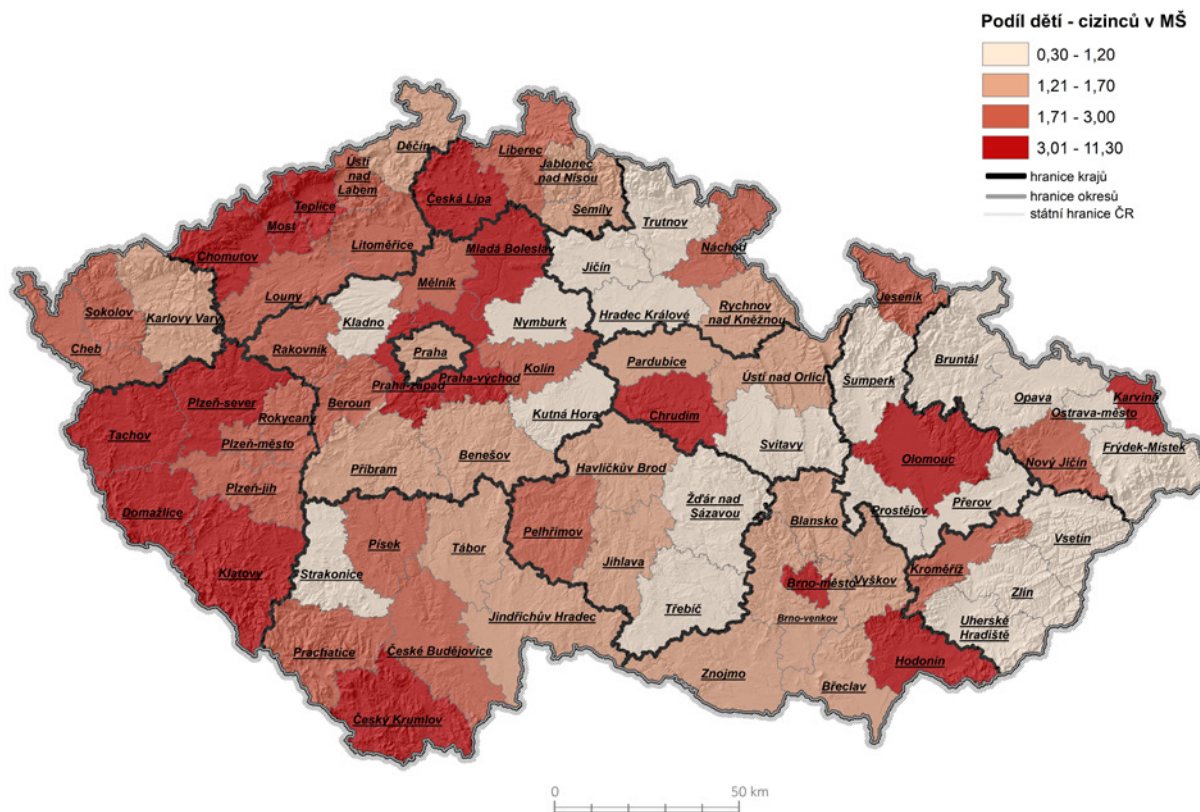 Podíl dětí - cizinců v MŠ
0,30 - 1,20
1,21 - 1,70
1,71 - 3,00
3,01 - 11,30
hranice krajů
hranice okresů
státní hranice ČR
Děčín
Liberec
Ústí
nad
Labem
Jablonec
nad Nisou
Teplice
Česká Lípa
Semily
Trutnov
Most
Litoměřice
Mladá Boleslav
Náchod
Chomutov
Jičín
Mělník
Louny
Jeseník
Sokolov
Karlovy Vary
Kladno
Nymburk
Hradec Králové
Rychnov
nad Kněžnou
Cheb
Rakovník
Praha
Bruntál
Kolín
Pardubice
Praha-západ
Praha-východ
Ústí nad Orlicí
Šumperk
Opava
Karviná
Plzeň-sever
Beroun
Ostrava-město
Rokycany
Kutná Hora
Chrudim
Tachov
Plzeň-město
Svitavy
Frýdek-Místek
Příbram
Benešov
Olomouc
Nový Jičín
Plzeň-jih
Havlíčkův Brod
Žďár nad
Sázavou
Přerov
Domažlice
Prostějov
Blansko
Pelhřimov
Písek
Tábor
Vsetín
Klatovy
Strakonice
Jihlava
Kroměříž
Brno-město
Vyškov
Zlín
Třebíč
Jindřichův Hradec
Brno-venkov
Uherské
Hradiště
Prachatice
České Budějovice
Hodonín
Znojmo
Břeclav
Český Krumlov
0
50 km